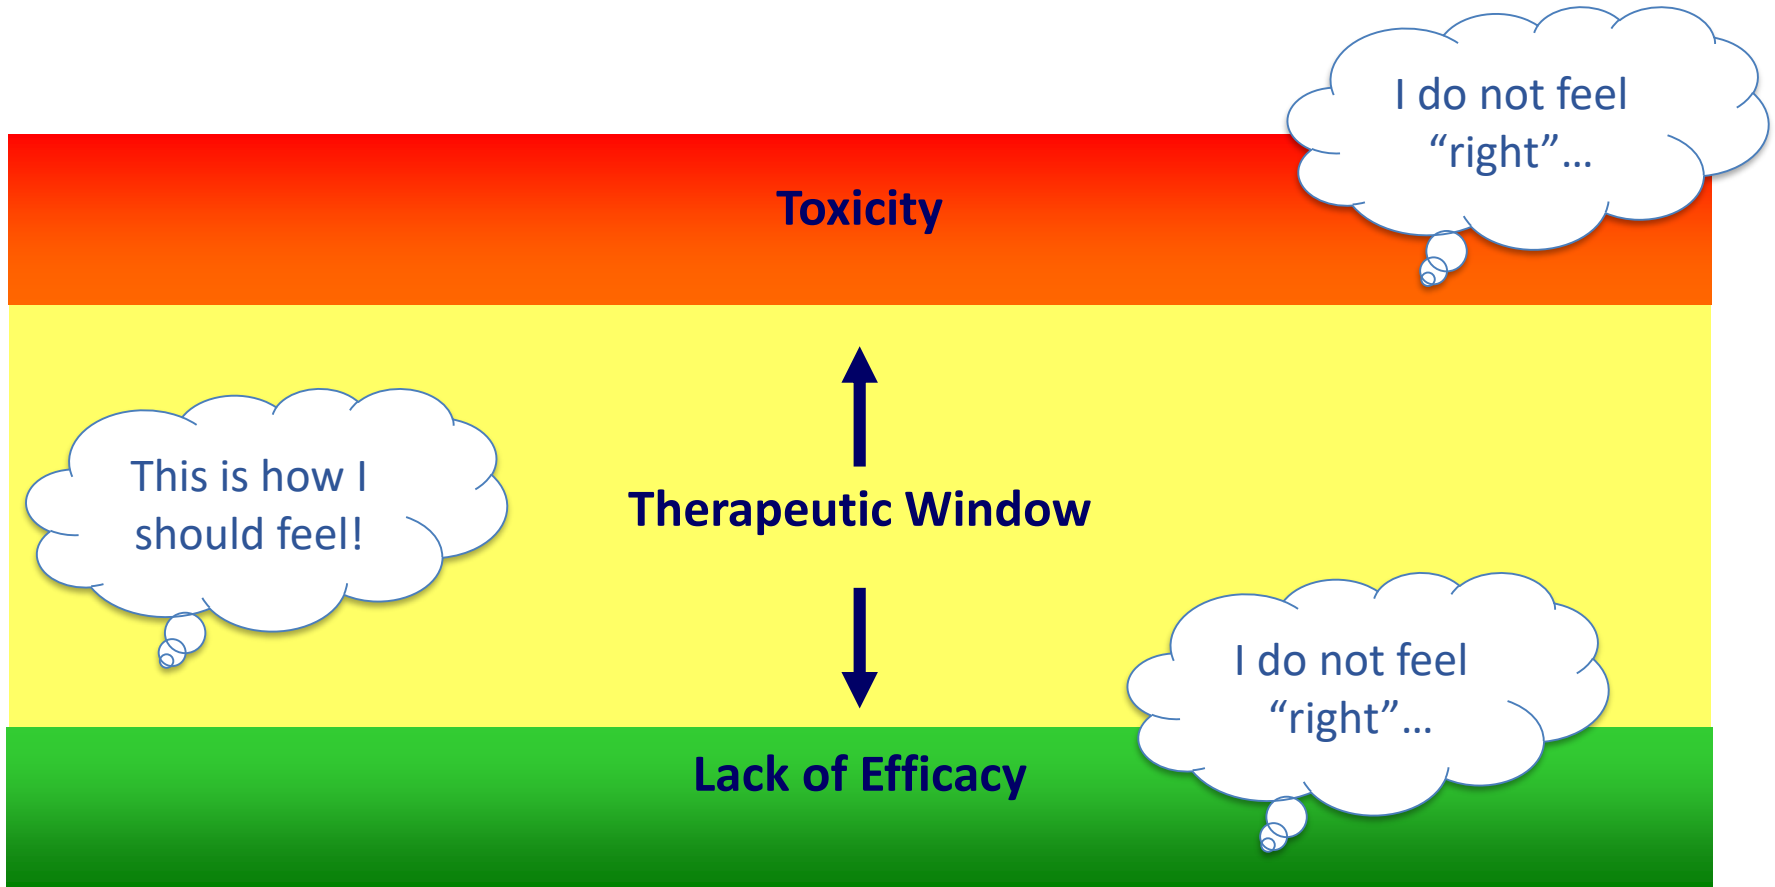 I do not feel
“right”…
Toxicity
This is how I
should feel!
Therapeutic Window
I do not feel
“right”…
Lack of Efficacy